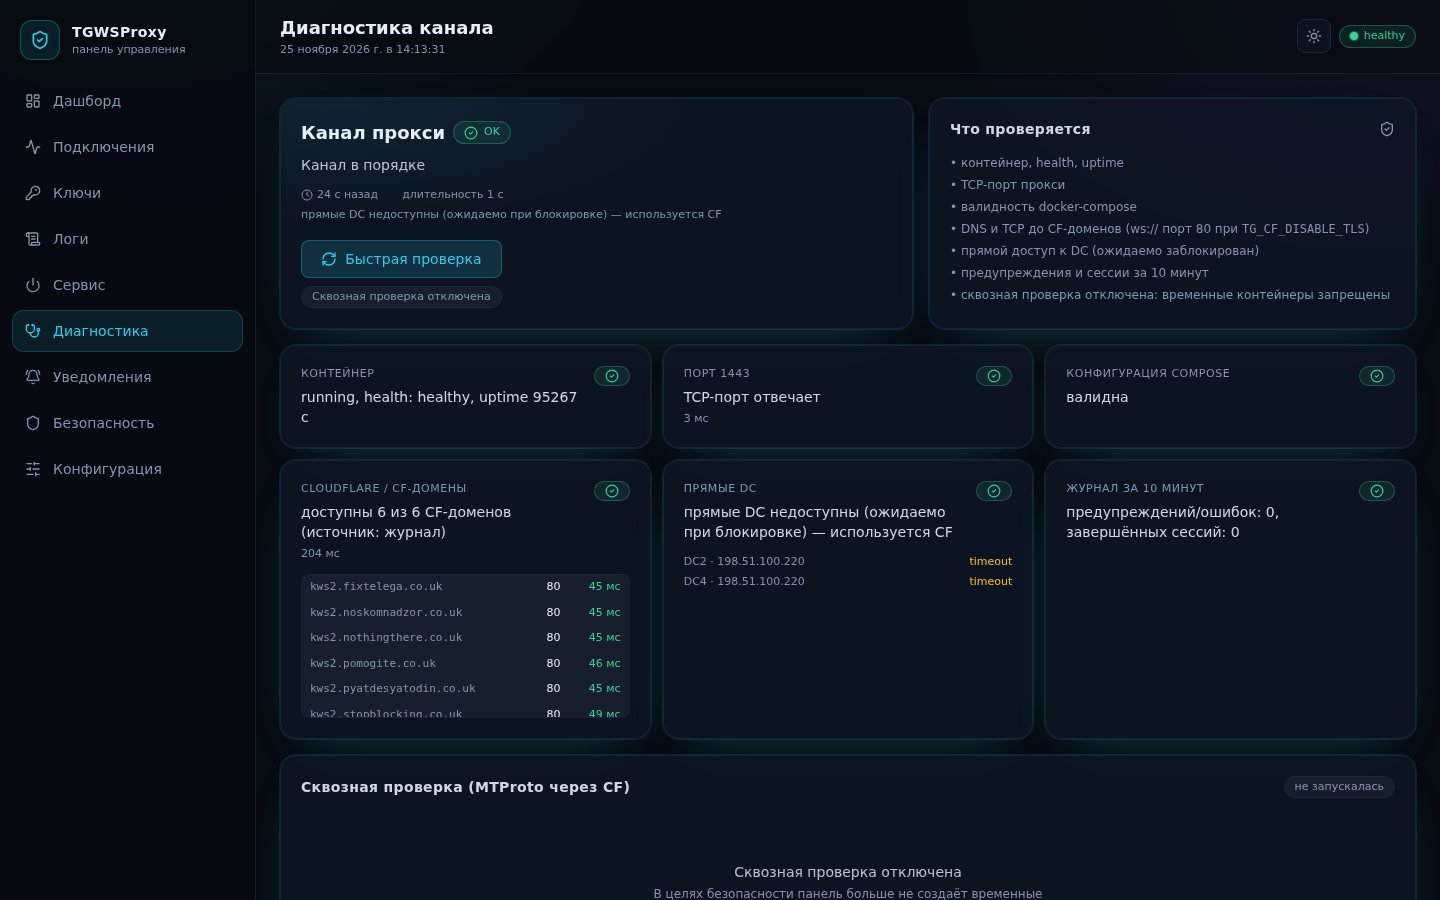 TGWSProxy
панель управления
Дашборд
Подключения
Ключи
Логи
Сервис
Диагностика
Уведомления
Безопасность
Конфигурация
Диагностика канала
25 ноября 2026 г. в 14:13:31
healthy
Канал прокси
OK
Канал в порядке
24 с назад длительность 1 с
прямые DC недоступны (ожидаемо при блокировке) — используется CF
Быстрая проверка
Сквозная проверка отключена
Что проверяется
• контейнер, health, uptime
• TCP-порт прокси
• валидность docker-compose
• DNS и TCP до CF-доменов (ws:// порт 80 при TG_CF_DISABLE_TLS)
• прямой доступ к DC (ожидаемо заблокирован)
• предупреждения и сессии за 10 минут
• сквозная проверка отключена: временные контейнеры запрещены
КОНТЕЙНЕР
running, health: healthy, uptime 95267
с
ПОРТ 1443
TCP-порт отвечает
3 мс
КОНФИГУРАЦИЯ COMPOSE
валидна
CLOUDFLARE / CF-ДОМЕНЫ
доступны 6 из 6 CF-доменов
(источник: журнал)
204 мс
kws2.fixtelega.co.uk 80 45 мс
kws2.noskomnadzor.co.uk 80 45 мс
kws2.nothingthere.co.uk 80 45 мс
kws2.pomogite.co.uk 80 46 мс
kws2.pyatdesyatodin.co.uk 80 45 мс
kws2.stopblocking.co.uk 80 49 мс
ПРЯМЫЕ DC
прямые DC недоступны (ожидаемо
при блокировке) — используется CF
DC2 · 198.51.100.220 timeout
DC4 · 198.51.100.220 timeout
ЖУРНАЛ ЗА 10 МИНУТ
предупреждений/ошибок: 0,
завершённых сессий: 0
Сквозная проверка (MTProto через CF)
не запускалась
Сквозная проверка отключена
В целях безопасности панель больше не создаёт временные